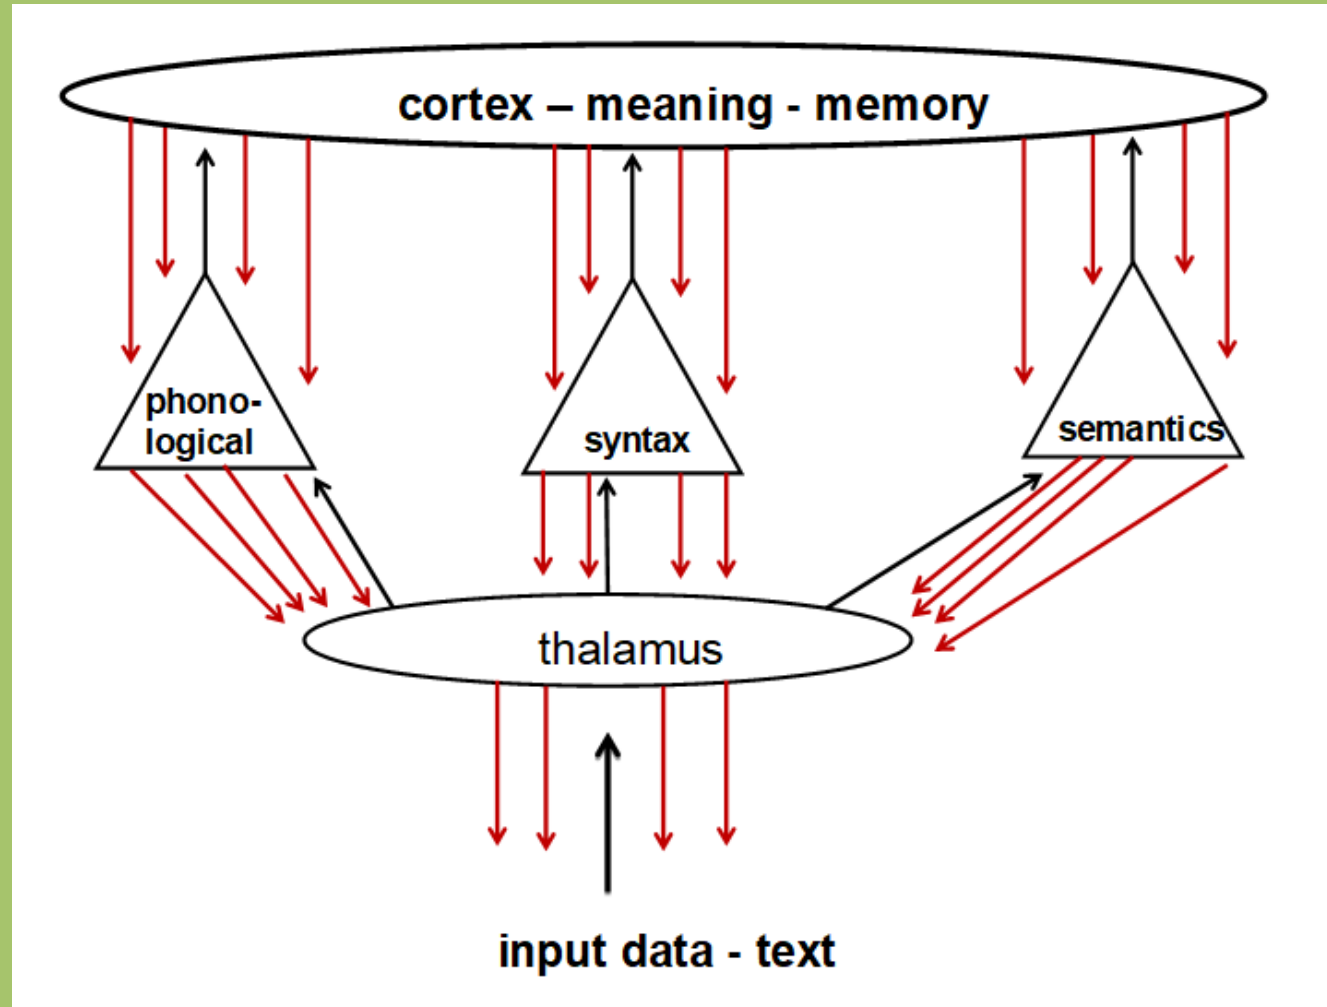 cortex – meaning - memory
phono-
logical
syntax
semantics
thalamus
input data - text